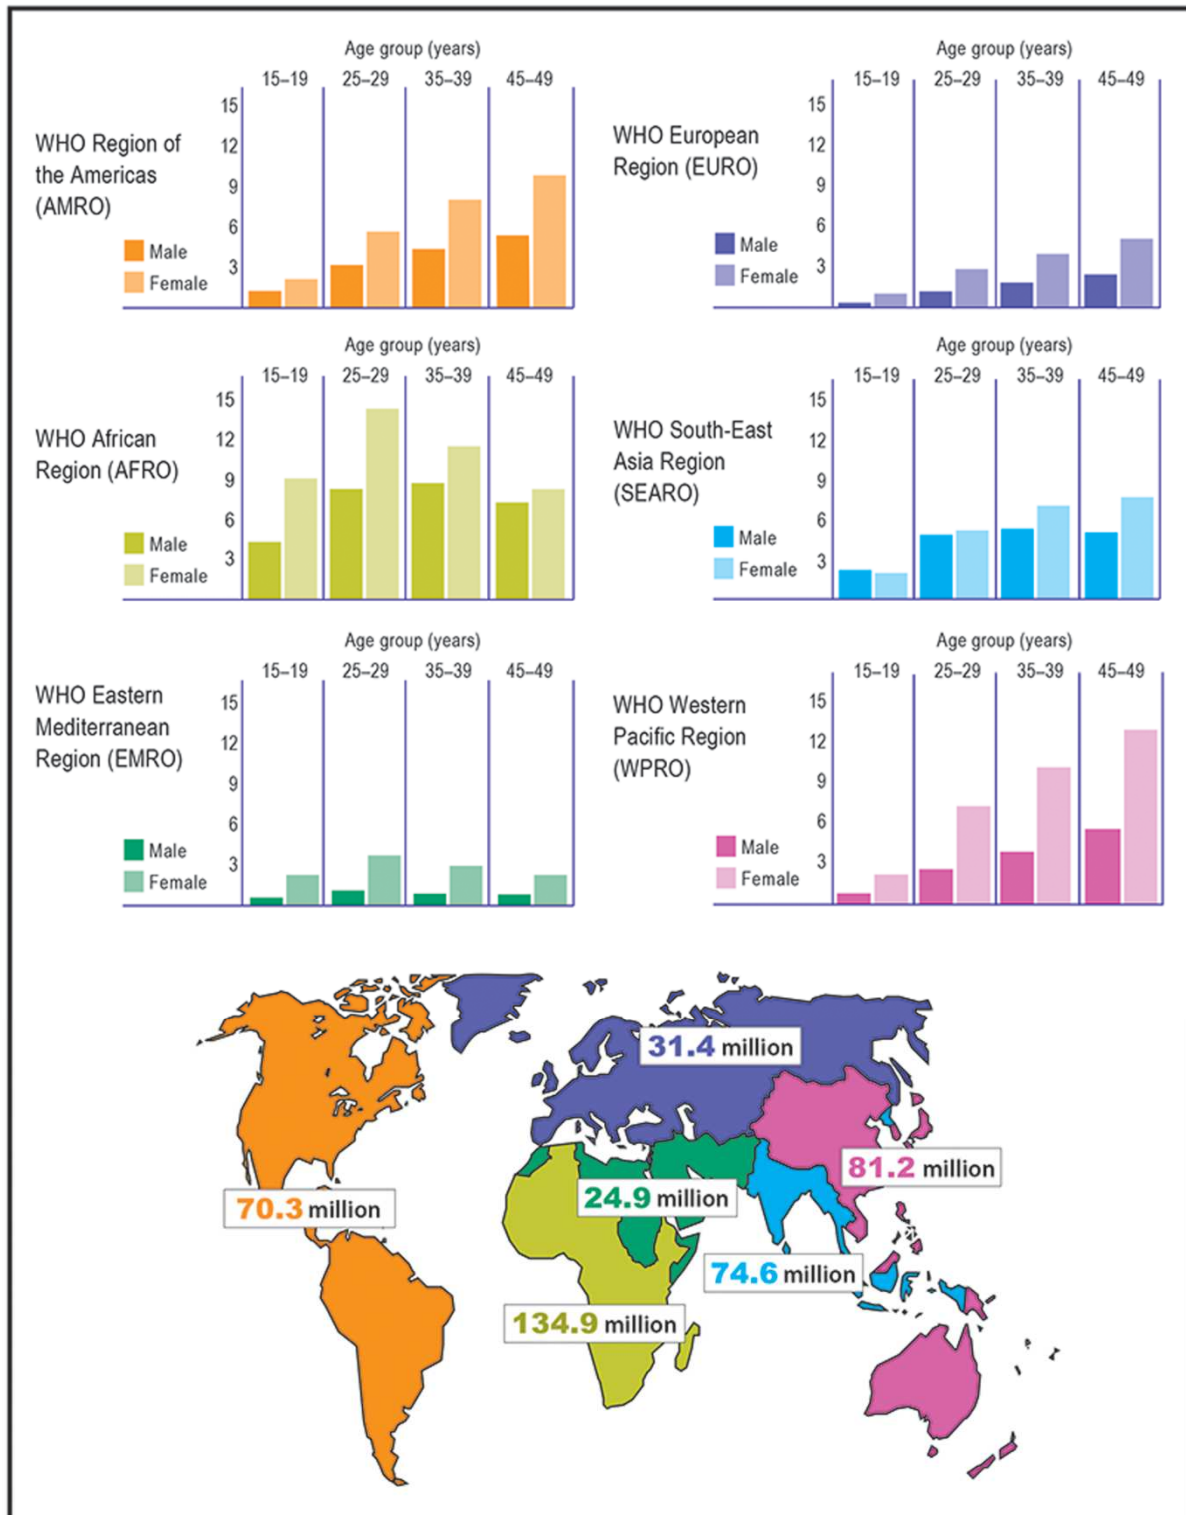 Age group (years)
15–19 25–29 35–39 45–49
15
12
9
6
3
WHO Region of
the Americas
(AMRO)
Male
Female
Age group (years)
15–19 25–29 35–39 45–49
15
12
9
6
3
WHO European
Region (EURO)
Male
Female
Age group (years)
15–19 25–29 35–39 45–49
15
12
9
6
3
WHO African
Region (AFRO)
Male
Female
Age group (years)
15–19 25–29 35–39 45–49
15
12
9
6
3
WHO South-East
Asia Region
(SEARO)
Male
Female
Age group (years)
15–19 25–29 35–39 45–49
15
12
9
6
3
WHO Eastern
Mediterranean
Region (EMRO)
Male
Female
Age group (years)
15–19 25–29 35–39 45–49
15
12
9
6
3
WHO Western
Pacific Region
(WPRO)
Male
Female
31.4 million
81.2 million
70.3 million
24.9 million
74.6 million
134.9 million